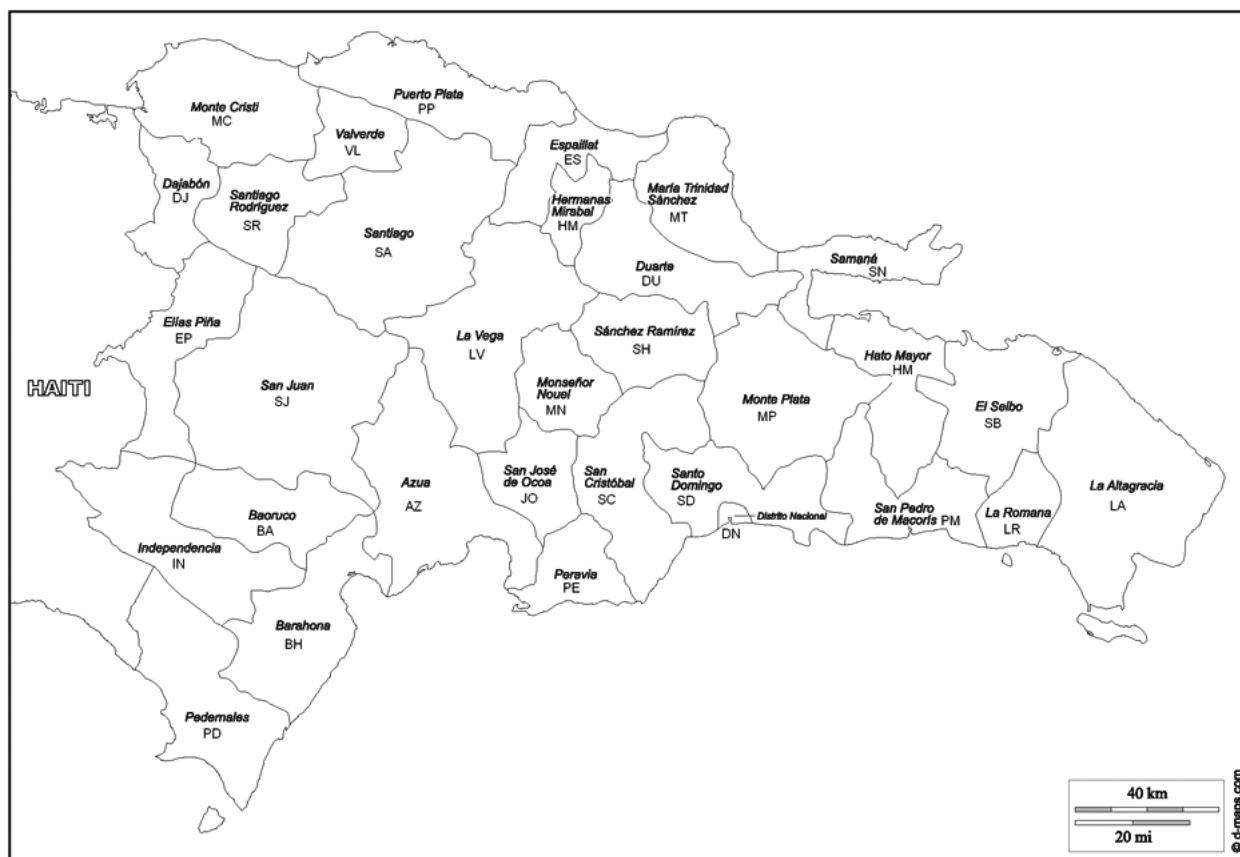 Monte Cristi
MC
Puerto Plata
PP
Valverde
VL
Espaillat
ES
Dajabón
DJ
Santiago
Rodríguez
SR
Hermanas
Mirabal
HM
María Trinidad
Sánchez
MT
Santiago
SA
Samaná
SN
Duarte
DU
Elías Piña
EP
La Vega
LV
Sánchez Ramírez
SH
Hato Mayor
HM
HAITI
San Juan
SJ
Monseñor
Nouel
MN
Monte Plata
MP
El Seibo
SB
Azua
AZ
San José
de Ocoa
JO
San
Cristóbal
SC
Santo
Domingo
SD
Distrito Nacional
DN
San Pedro
de Macorís PM
La Romana
LR
La Altagracia
LA
Baoruco
BA
Independencia
IN
Peravia
PE
Barahona
BH
Pedernales
PD
40 km
20 mi
© d-maps.com